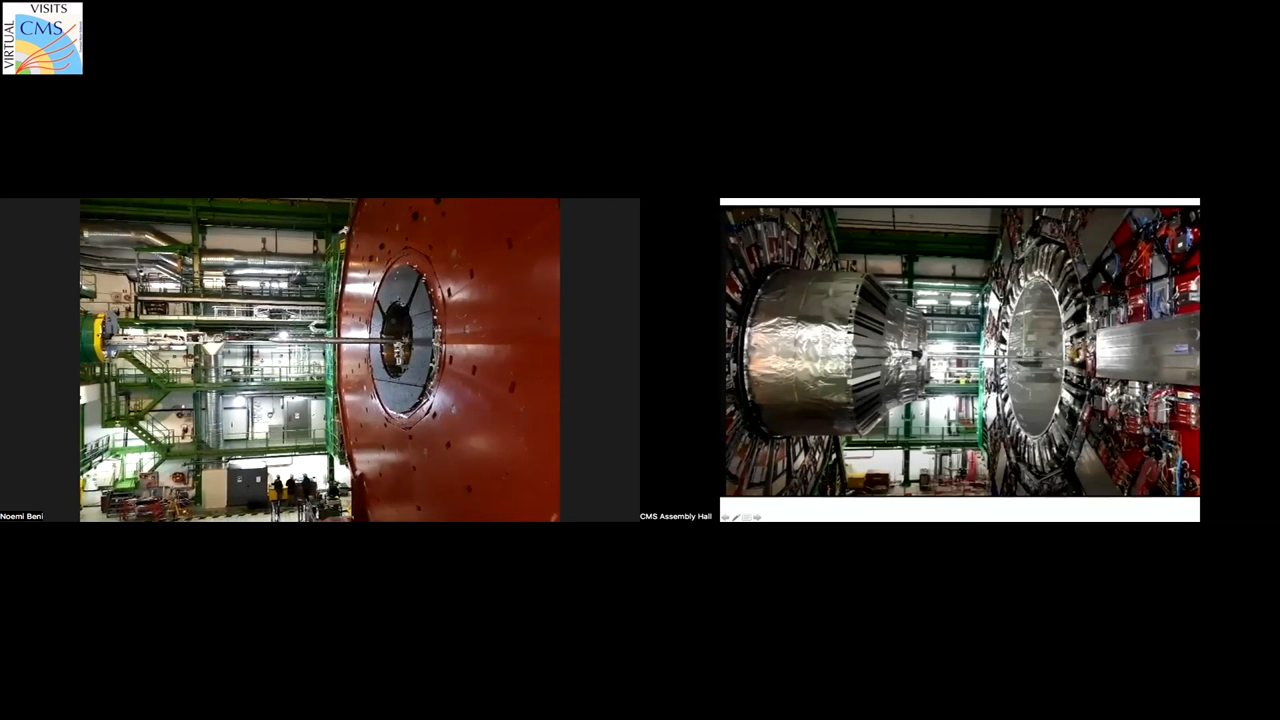 VISITS
CMS
VIRTUAL
Noemi Beni
CMS Assembly Hall